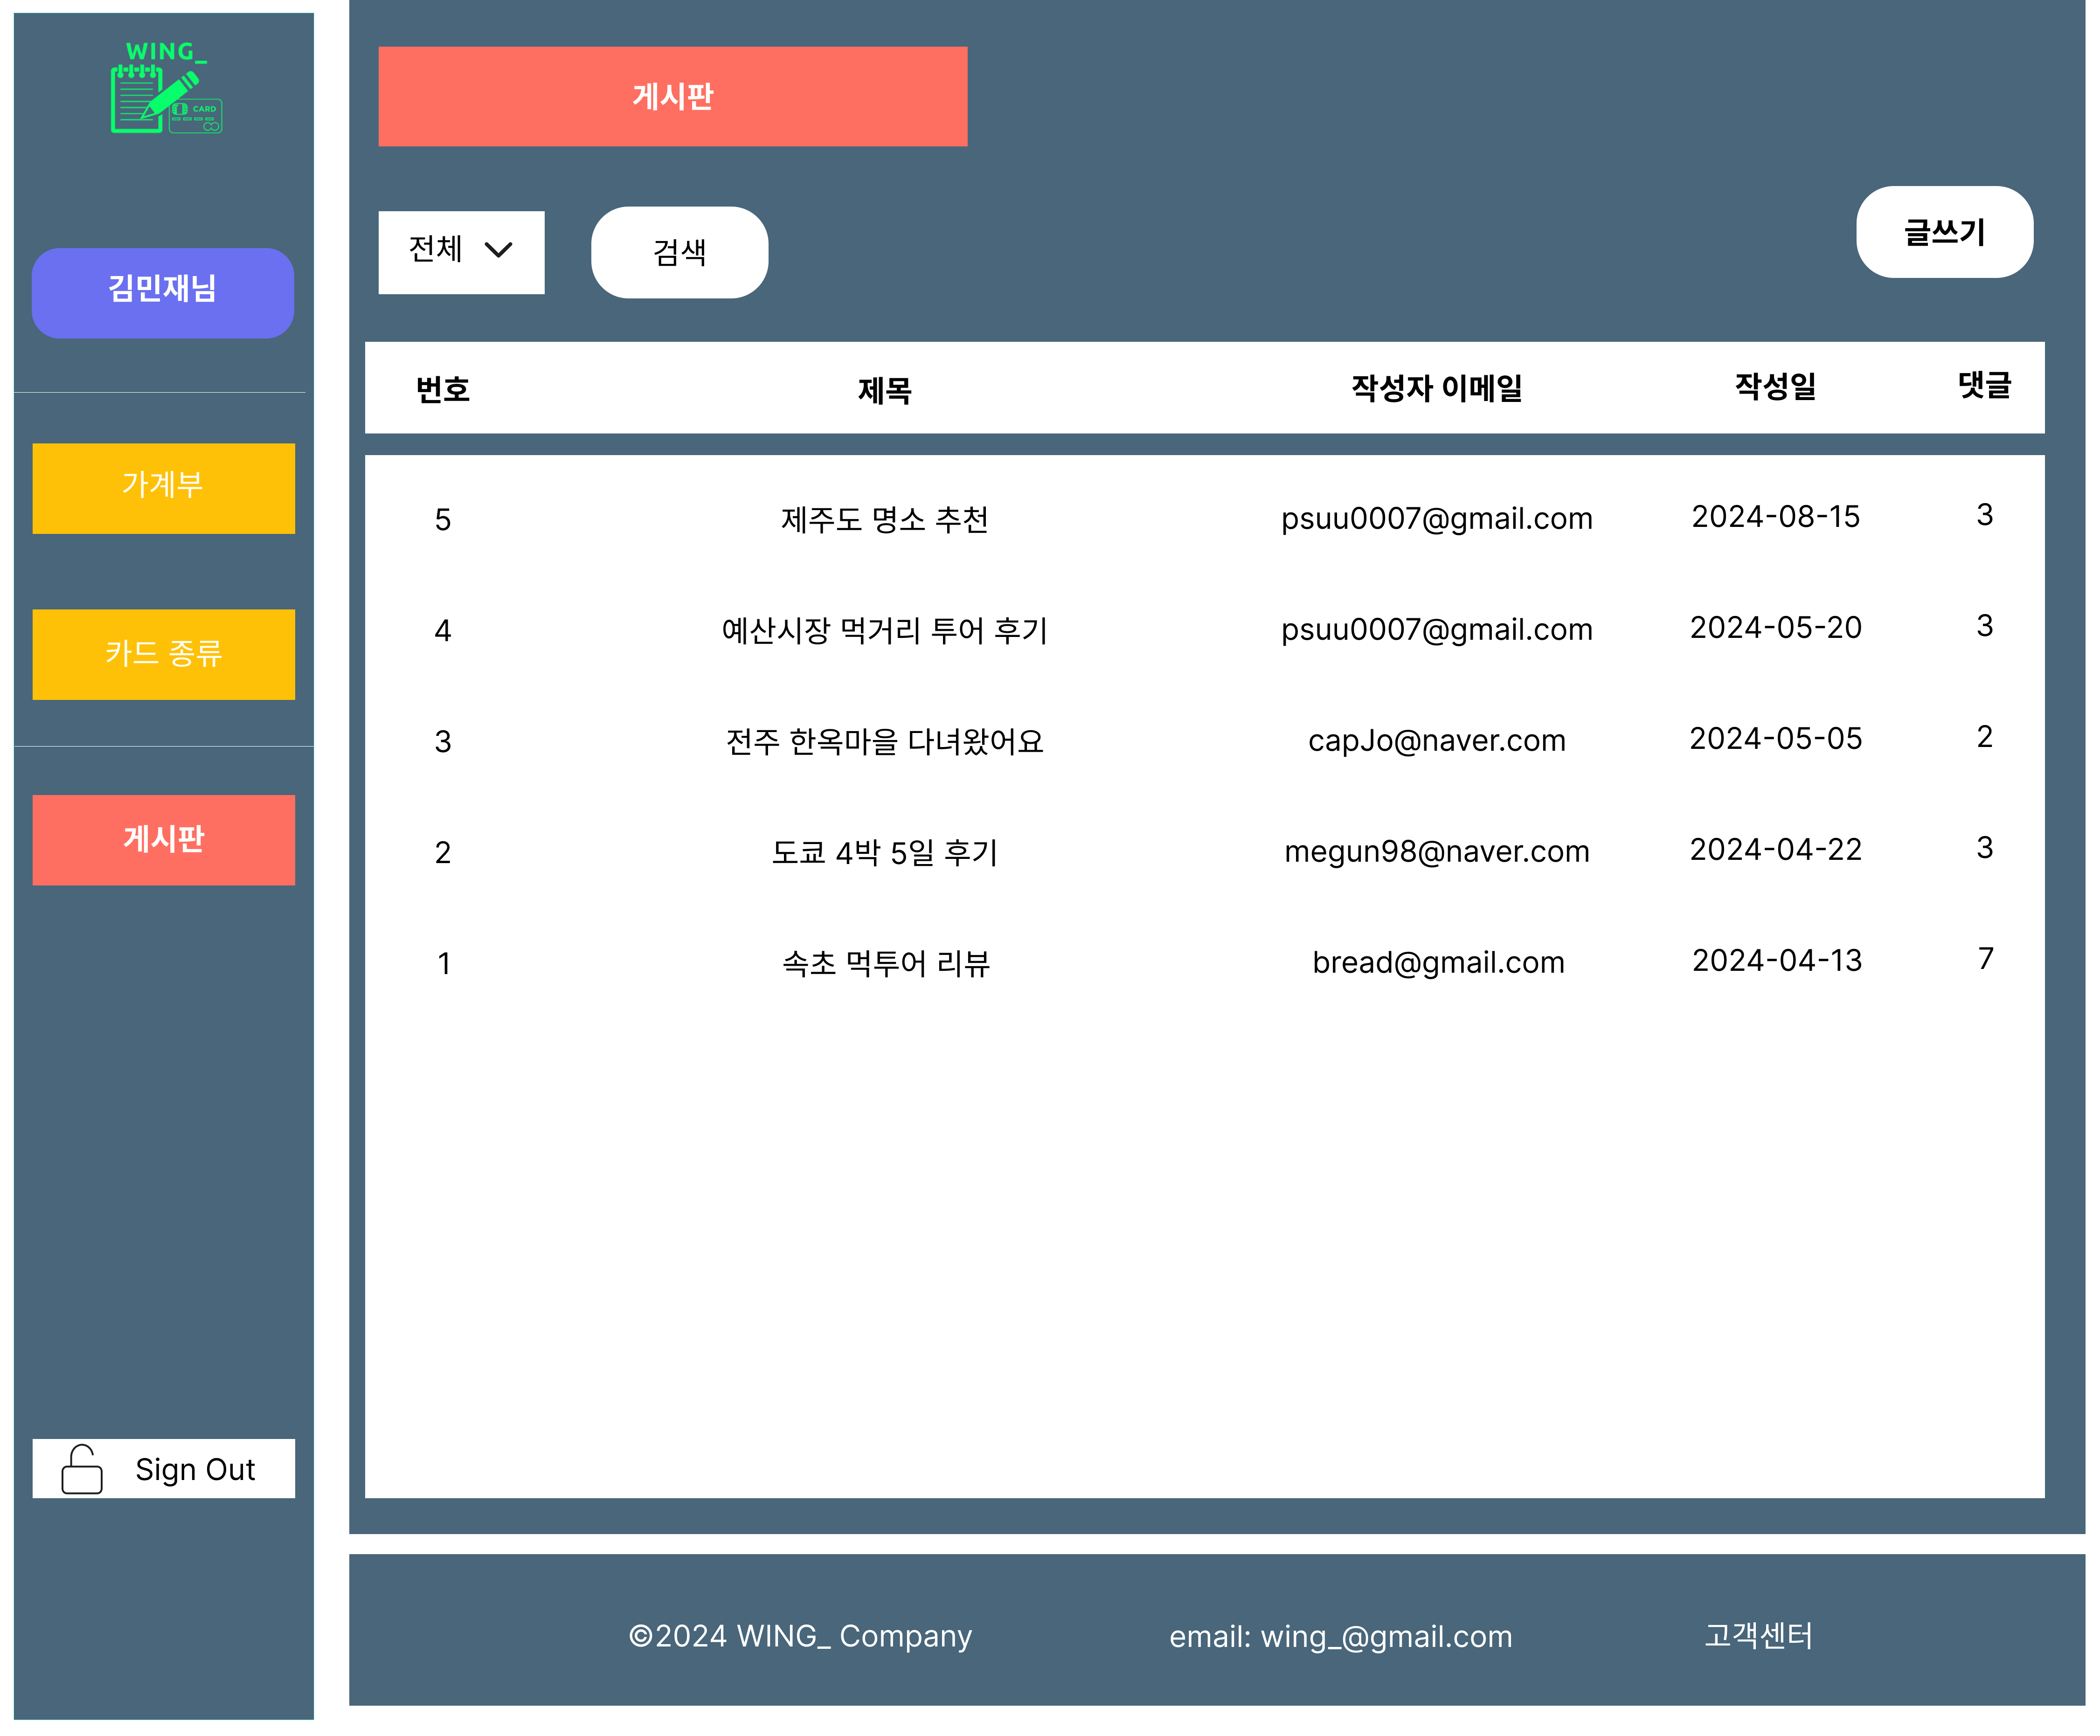 WING_
CARD
김민재님
가계부
카드 종류
게시판
Sign Out
게시판
전체
검색
글쓰기
번호 제목 작성자 이메일 작성일 댓글
5 제주도 명소 추천 psuu0007@gmail.com 2024-08-15 3
4 예산시장 먹거리 투어 후기 psuu0007@gmail.com 2024-05-20 3
3 전주 한옥마을 다녀왔어요 capJo@naver.com 2024-05-05 2
2 도쿄 4박 5일 후기 megun98@naver.com 2024-04-22 3
1 속초 먹투어 리뷰 bread@gmail.com 2024-04-13 7
©2024 WING_ Company email: wing_@gmail.com 고객센터